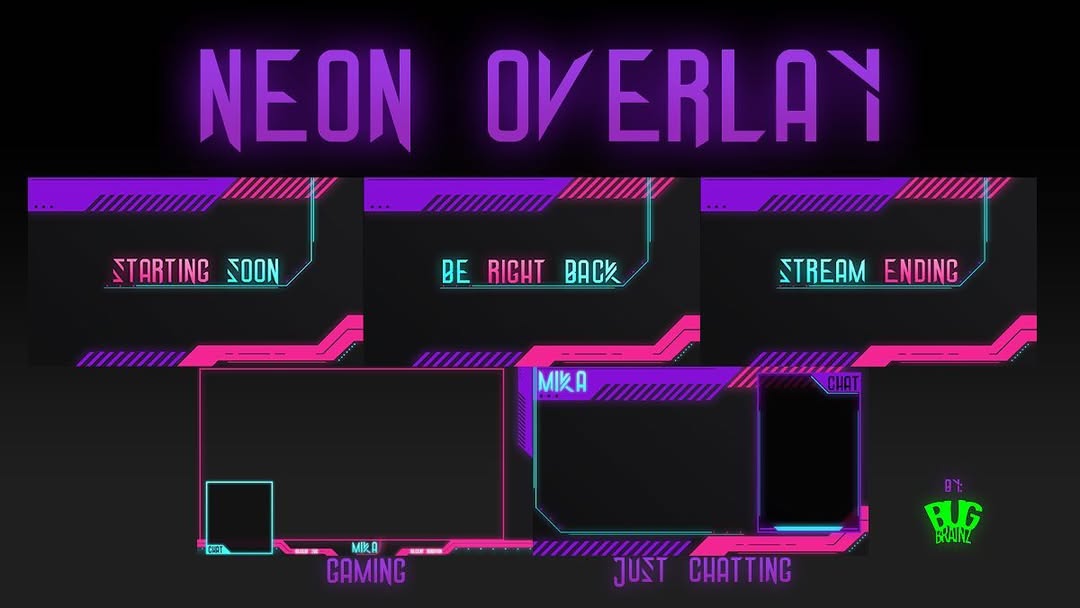 NEON OVERLAY
STARTING SOON
BE RIGHT BACK
STREAM ENDING
MIKA
CHAT
CHAT
MIKA
GAMING
JUST CHATTING
BY:
BUG
BRAINZ